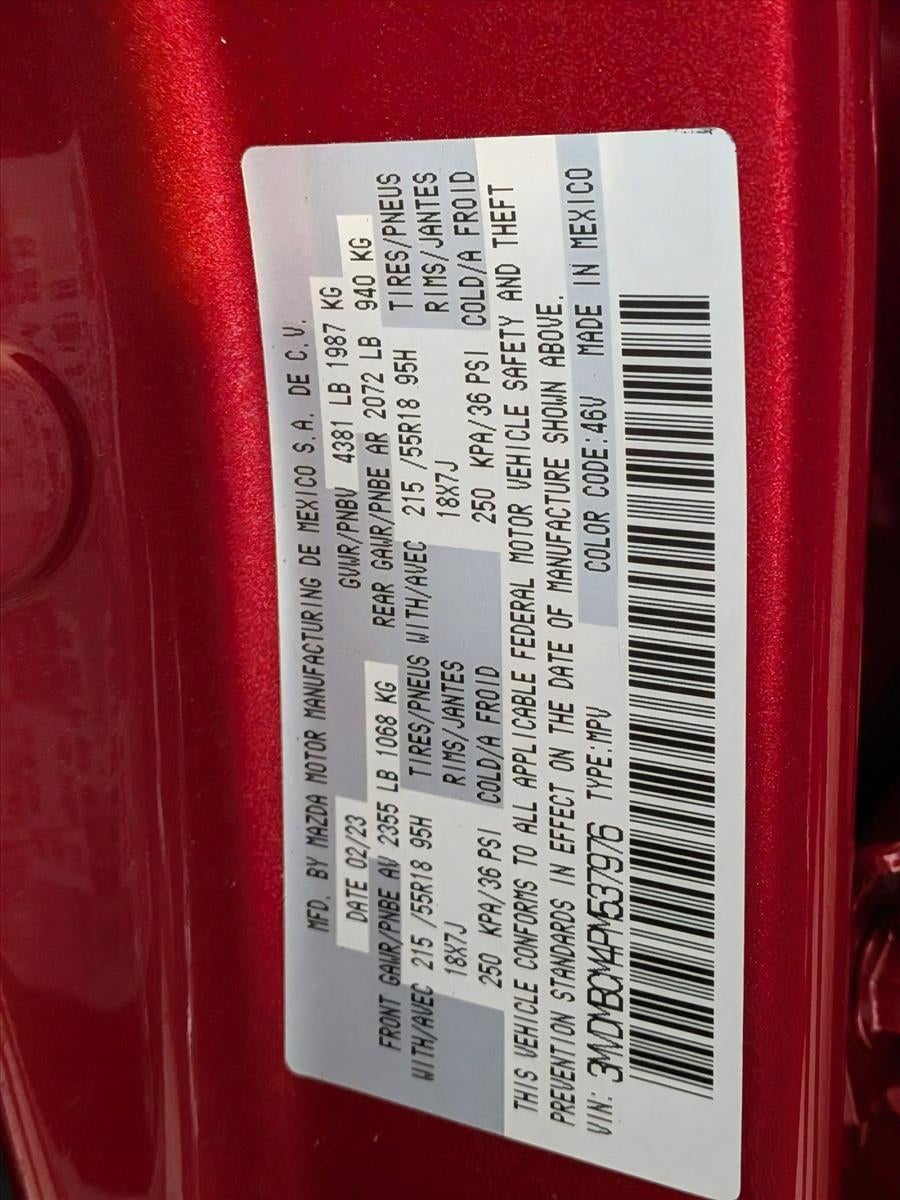 MFD. BY MAZDA MOTOR MANUFACTURING DE MEXICO S.A. DE C.V.
DATE 02/23 GVWR/PNBV 4381 LB 1987 KG
FRONT GAWR/PNBE AV 2355 LB 1068 KG REAR GAWR/PNBE AR 2072 LB 940 KG
WITH/AVEC 215 /55R18 95H TIRES/PNEUS WITH/AVEC 215 /55R18 95H TIRES/PNEUS
18X7J RIMS/JANTES 18X7J RIMS/JANTES
250 KPA/36 PSI COLD/A FROID 250 KPA/36 PSI COLD/A FROID
THIS VEHICLE CONFORMS TO ALL APPLICABLE FEDERAL MOTOR VEHICLE SAFETY AND THEFT
PREVENTION STANDARDS IN EFFECT ON THE DATE OF MANUFACTURE SHOWN ABOVE.
VIN: 3MVDMBCM4PM537976 TYPE:MPV COLOR CODE:46V MADE IN MEXICO